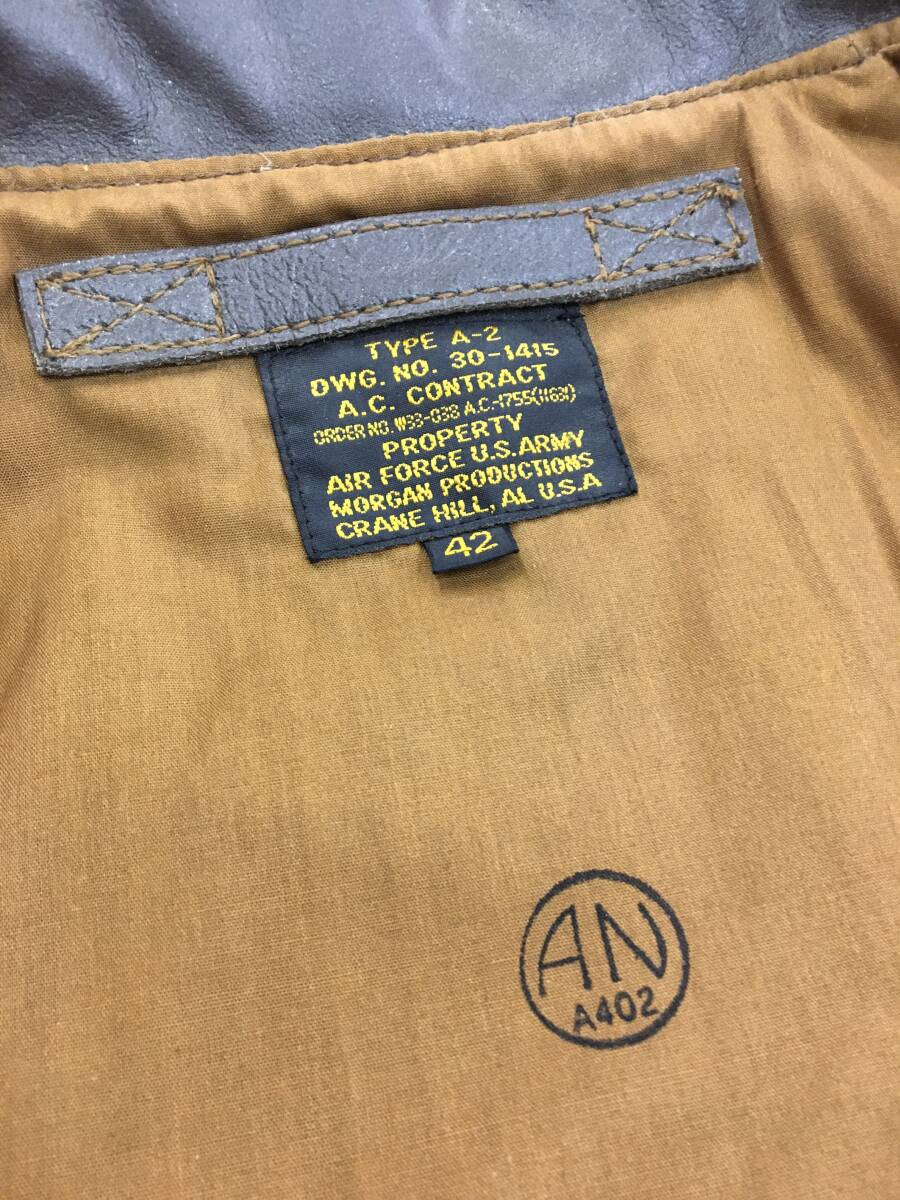 TYPE A-2
DWG. NO. 30-1415
A.C. CONTRACT
ORDER NO. W33-038 A.C.-1755(11631)
PROPERTY
AIR FORCE U.S. ARMY
MORGAN PRODUCTIONS
CRANE HILL, AL U.S.A
42
AN
A402